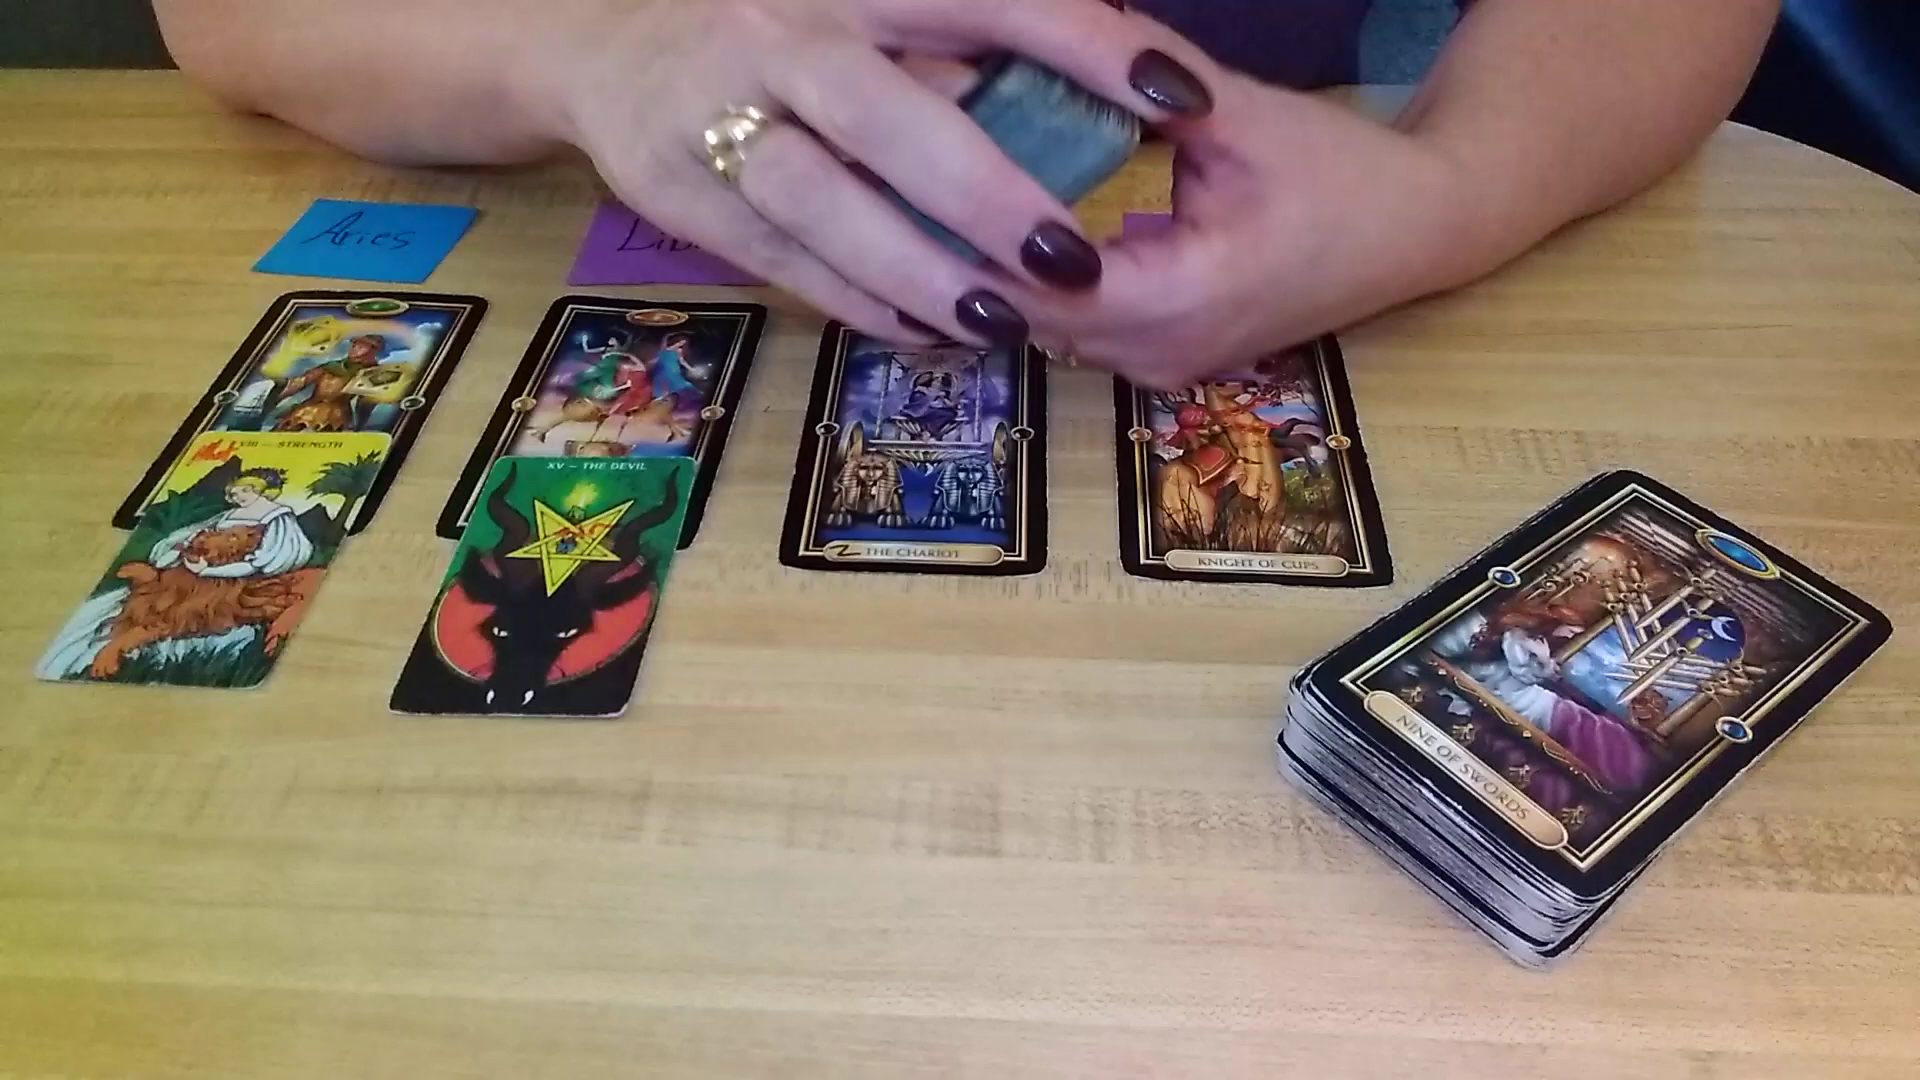 Aries
VIII — STRENGTH
XV – THE DEVIL
THE CHARIOT
KNIGHT OF CUPS
NINE OF SWORDS